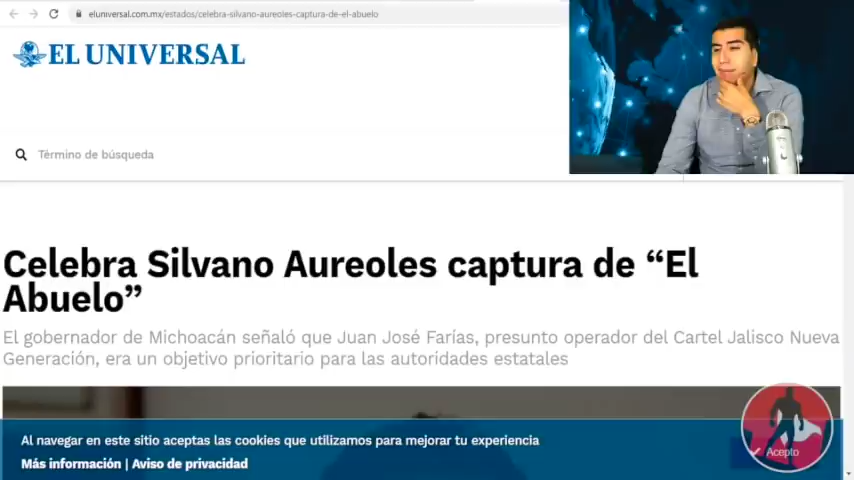 eluniversal.com.mx/estados/celebra-silvano-aureoles-captura-de-el-abuelo
EL UNIVERSAL
Término de búsqueda
Celebra Silvano Aureoles captura de “El
Abuelo”
El gobernador de Michoacán señaló que Juan José Farías, presunto operador del Cartel Jalisco Nueva
Generación, era un objetivo prioritario para las autoridades estatales
Al navegar en este sitio aceptas las cookies que utilizamos para mejorar tu experiencia
Más información | Aviso de privacidad
Acepto